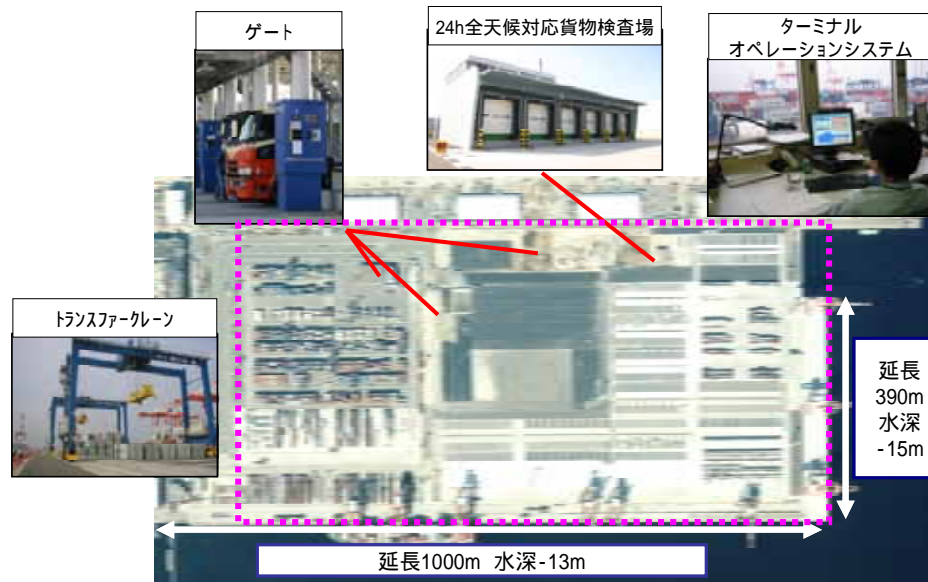 ゲート
24h全天候対応貨物検査場
ターミナル
オペレーションシステム
トランスファークレーン
延長
390m
水深
-15m
延長1000m 水深-13m